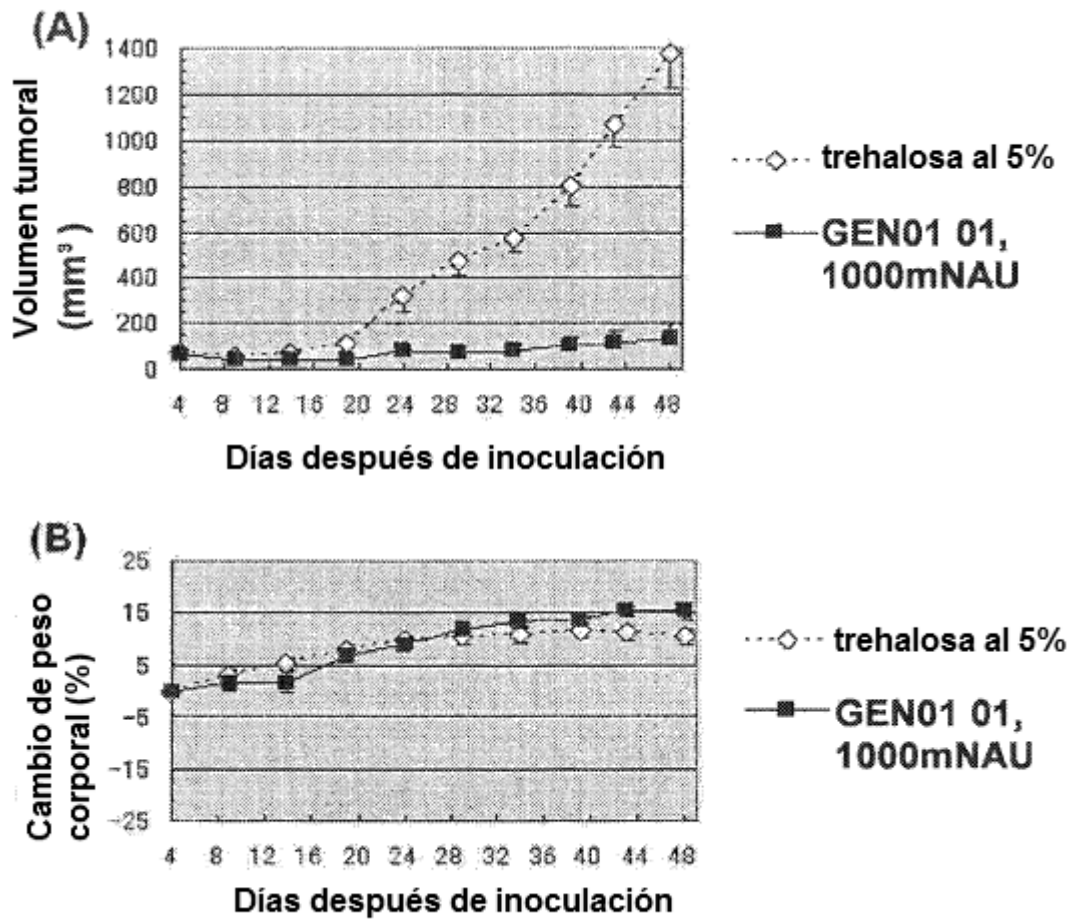 (A)
Volumen tumoral
(mm³)
1400
1200
1000
800
600
400
200
0
4 8 12 16 20 24 28 32 36 40 44 48
Días después de inoculación
trehalosa al 5%
GEN01 01,
1000mNAU
(B)
Cambio de peso
corporal (%)
25
15
5
-5
-15
-25
4 8 12 16 20 24 28 32 36 40 44 48
Días después de inoculación
trehalosa al 5%
GEN01 01,
1000mNAU